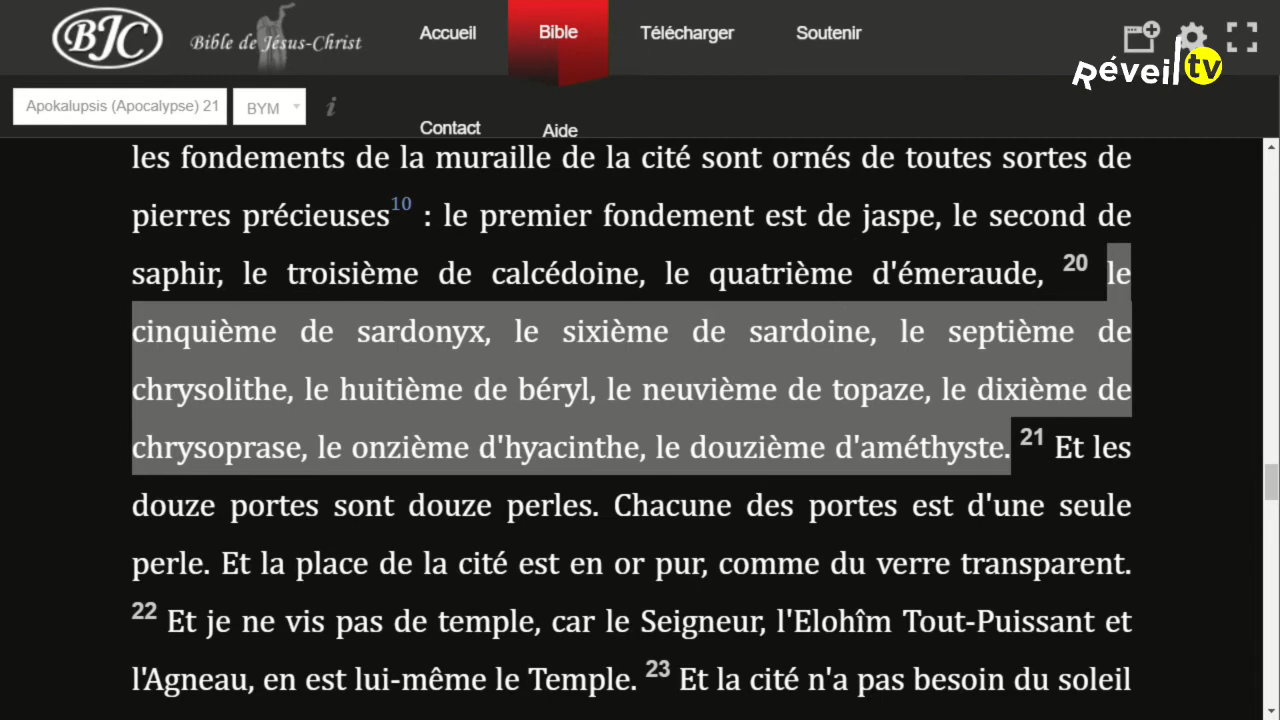 BJC Bible de Jésus-Christ Accueil Bible Télécharger Soutenir
Réveil tv
Apokalupsis (Apocalypse) 21 BYM i
Contact Aide
les fondements de la muraille de la cité sont ornés de toutes sortes de
pierres précieuses10 : le premier fondement est de jaspe, le second de
saphir, le troisième de calcédoine, le quatrième d'émeraude, 20 le
cinquième de sardonyx, le sixième de sardoine, le septième de
chrysolithe, le huitième de béryl, le neuvième de topaze, le dixième de
chrysoprase, le onzième d'hyacinthe, le douzième d'améthyste. 21 Et les
douze portes sont douze perles. Chacune des portes est d'une seule
perle. Et la place de la cité est en or pur, comme du verre transparent.
22 Et je ne vis pas de temple, car le Seigneur, l'Elohîm Tout-Puissant et
l'Agneau, en est lui-même le Temple. 23 Et la cité n'a pas besoin du soleil